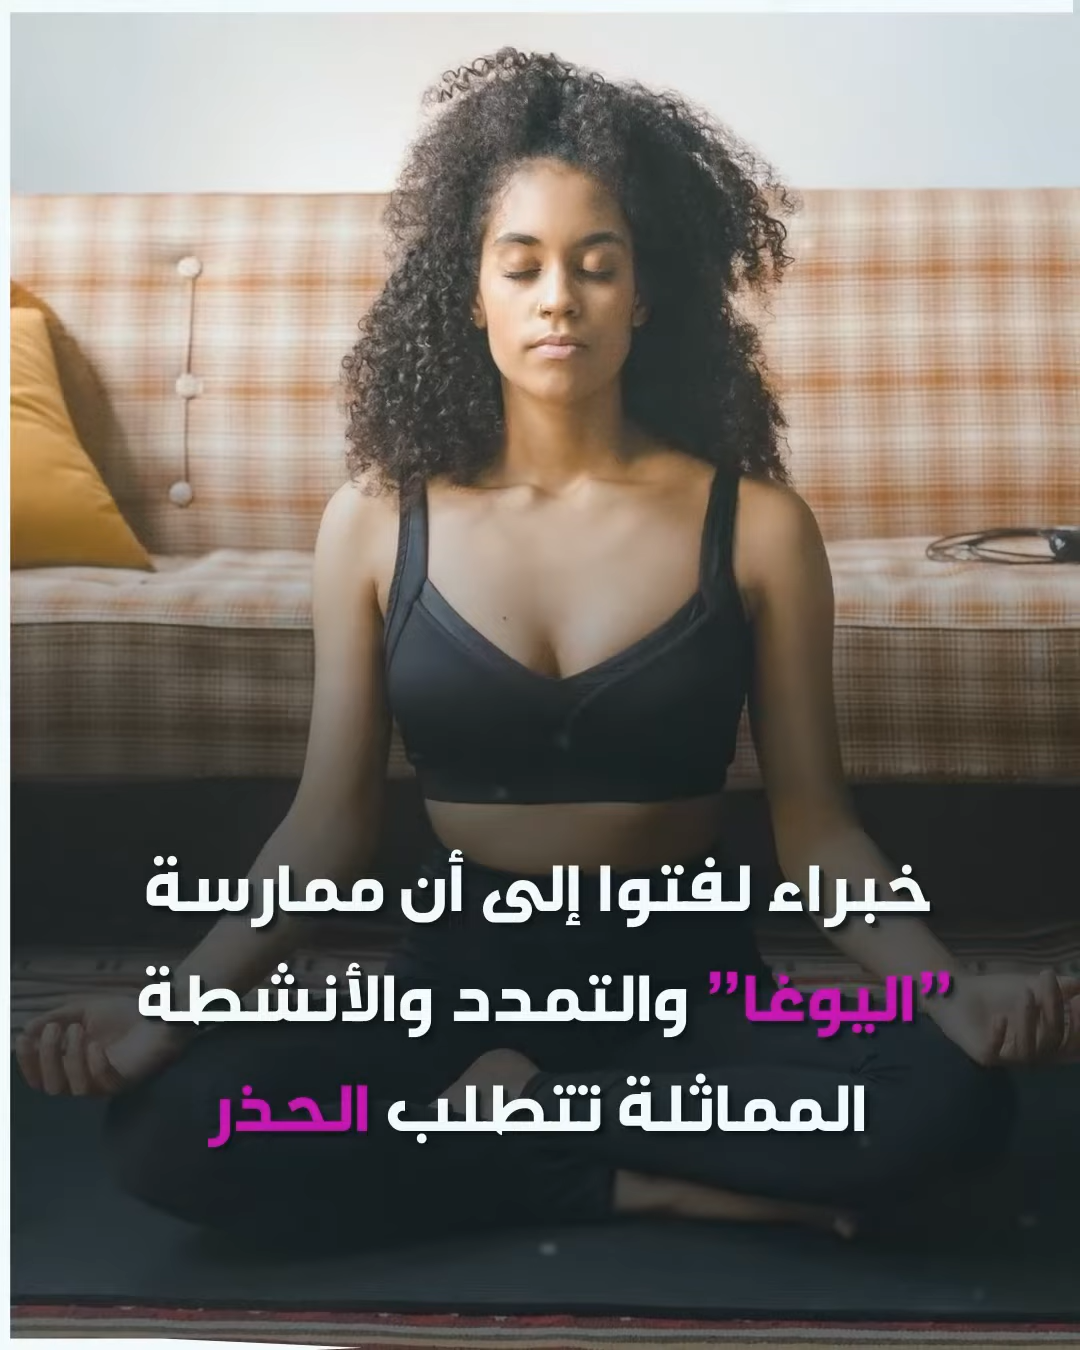 خبراء لفتوا إلى أن ممارسة
”اليوغا” والتمدد والأنشطة
المماثلة تتطلب الحذر